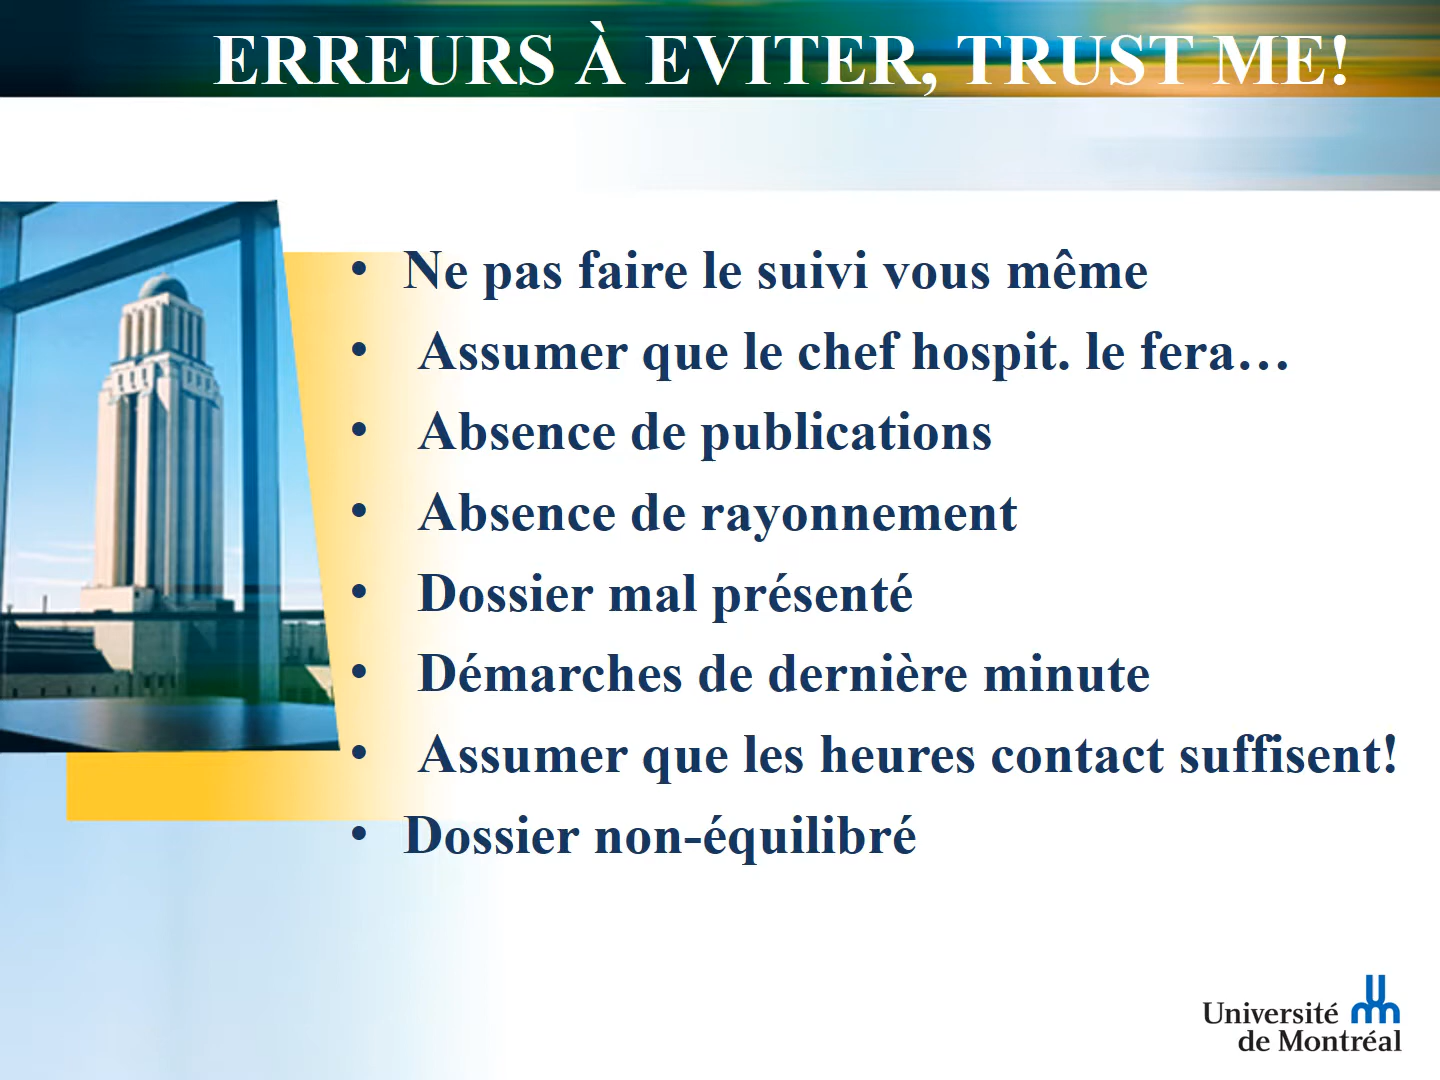 ERREURS À EVITER, TRUST ME!
• Ne pas faire le suivi vous même
• Assumer que le chef hospit. le fera…
• Absence de publications
• Absence de rayonnement
• Dossier mal présenté
• Démarches de dernière minute
• Assumer que les heures contact suffisent!
• Dossier non-équilibré
Université
de Montréal